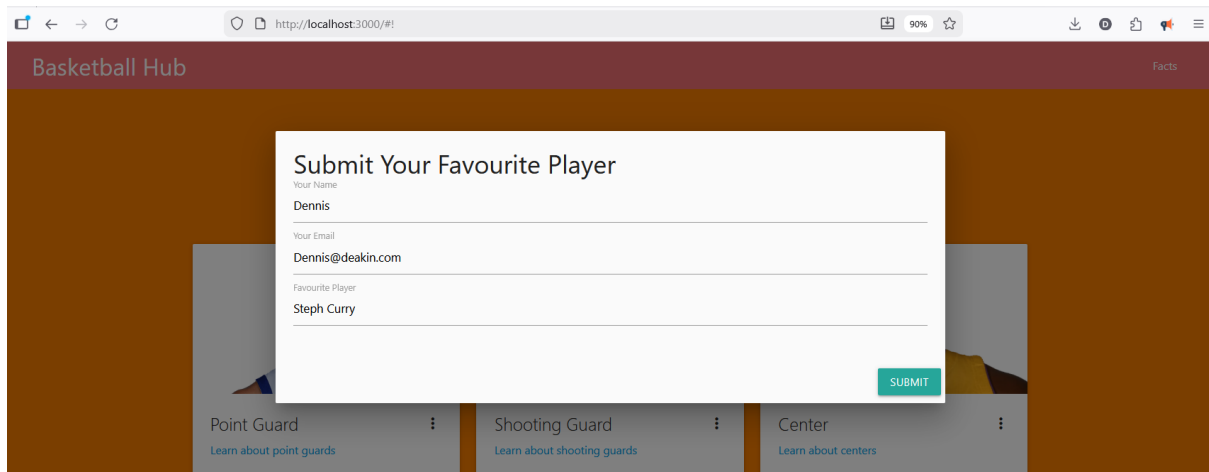 http://localhost:3000/#!
90%
D
Basketball Hub
Facts
Submit Your Favourite Player
Your Name
Dennis
Your Email
Dennis@deakin.com
Favourite Player
Steph Curry
SUBMIT
Point Guard
Shooting Guard
Center
Learn about point guards
Learn about shooting guards
Learn about centers